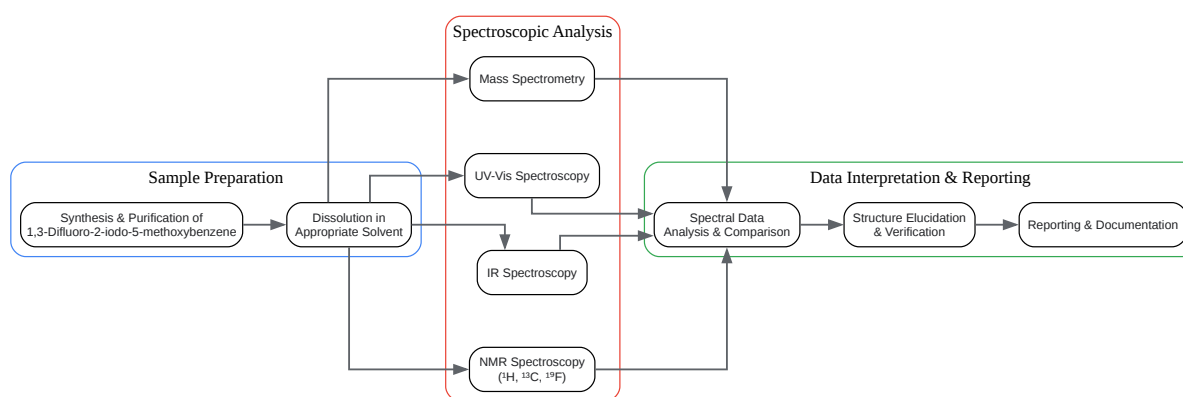 Spectroscopic Analysis
Mass Spectrometry
Sample Preparation
UV-Vis Spectroscopy
Data Interpretation & Reporting
Synthesis & Purification of
1,3-Difluoro-2-iodo-5-methoxybenzene
Dissolution in
Appropriate Solvent
Spectral Data
Analysis & Comparison
Structure Elucidation
& Verification
Reporting & Documentation
IR Spectroscopy
NMR Spectroscopy
(¹H, ¹³C, ¹⁹F)